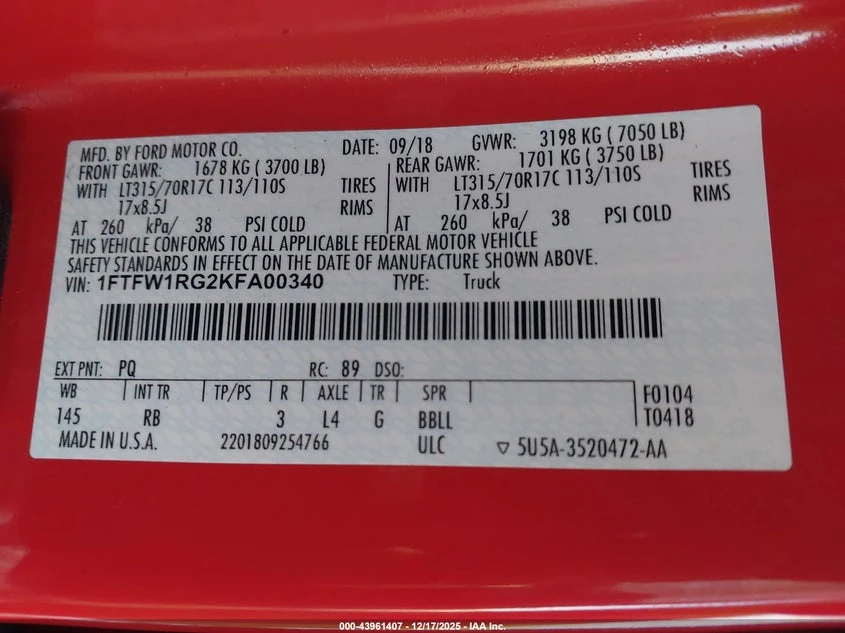 MFD. BY FORD MOTOR CO. DATE: 09/18 GVWR: 3198 KG ( 7050 LB)
FRONT GAWR: 1678 KG ( 3700 LB) REAR GAWR: 1701 KG ( 3750 LB)
WITH LT315/70R17C 113/110S TIRES WITH LT315/70R17C 113/110S TIRES
17x8.5J RIMS 17x8.5J RIMS
AT 260 kPa/ 38 PSI COLD AT 260 kPa/ 38 PSI COLD
THIS VEHICLE CONFORMS TO ALL APPLICABLE FEDERAL MOTOR VEHICLE
SAFETY STANDARDS IN EFFECT ON THE DATE OF MANUFACTURE SHOWN ABOVE.
VIN: 1FTFW1RG2KFA00340 TYPE: Truck
EXT PNT: PQ RC: 89 DSO:
WB INT TR TP/PS R AXLE TR SPR F0104
145 RB 3 L4 G BBLL T0418
MADE IN U.S.A. 2201809254766 ULC 5U5A-3520472-AA
000-43961407 - 12/17/2025 - IAA Inc.